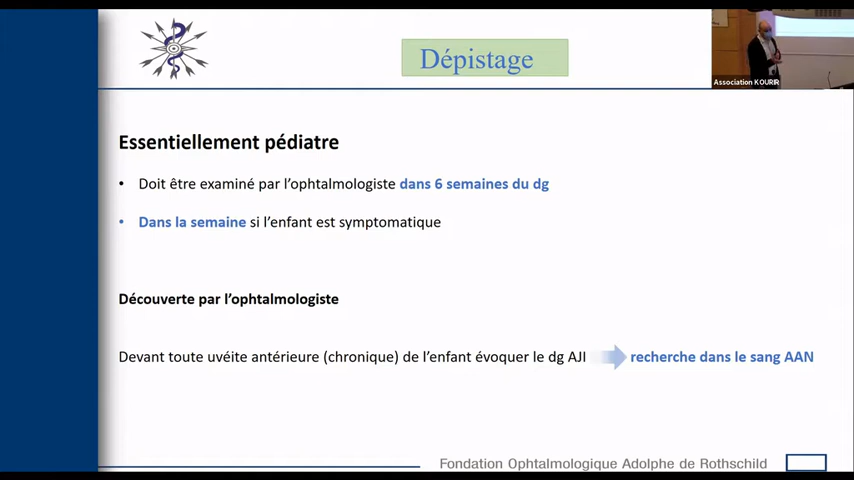 Dépistage
Association KOURIR
Essentiellement pédiatre
• Doit être examiné par l'ophtalmologiste dans 6 semaines du dg
• Dans la semaine si l'enfant est symptomatique
Découverte par l'ophtalmologiste
Devant toute uvéite antérieure (chronique) de l'enfant évoquer le dg AJI recherche dans le sang AAN
Fondation Ophtalmologique Adolphe de Rothschild